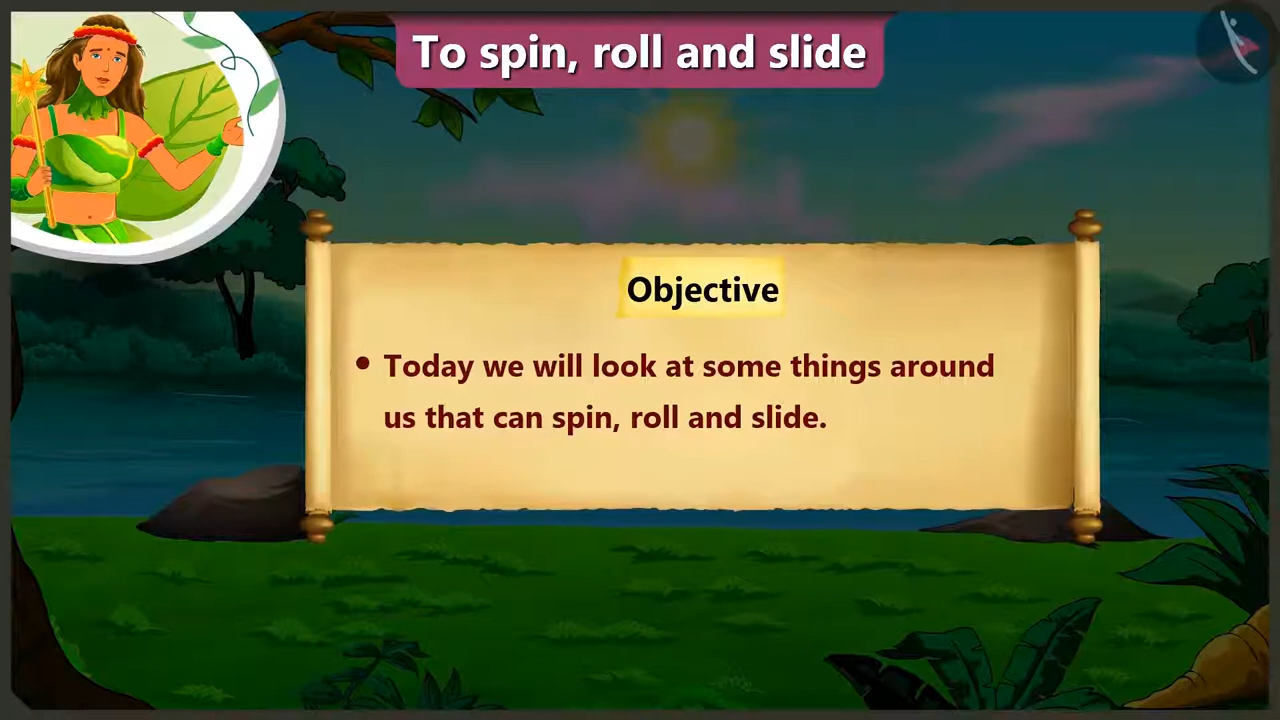 To spin, roll and slide
Objective
• Today we will look at some things around
us that can spin, roll and slide.